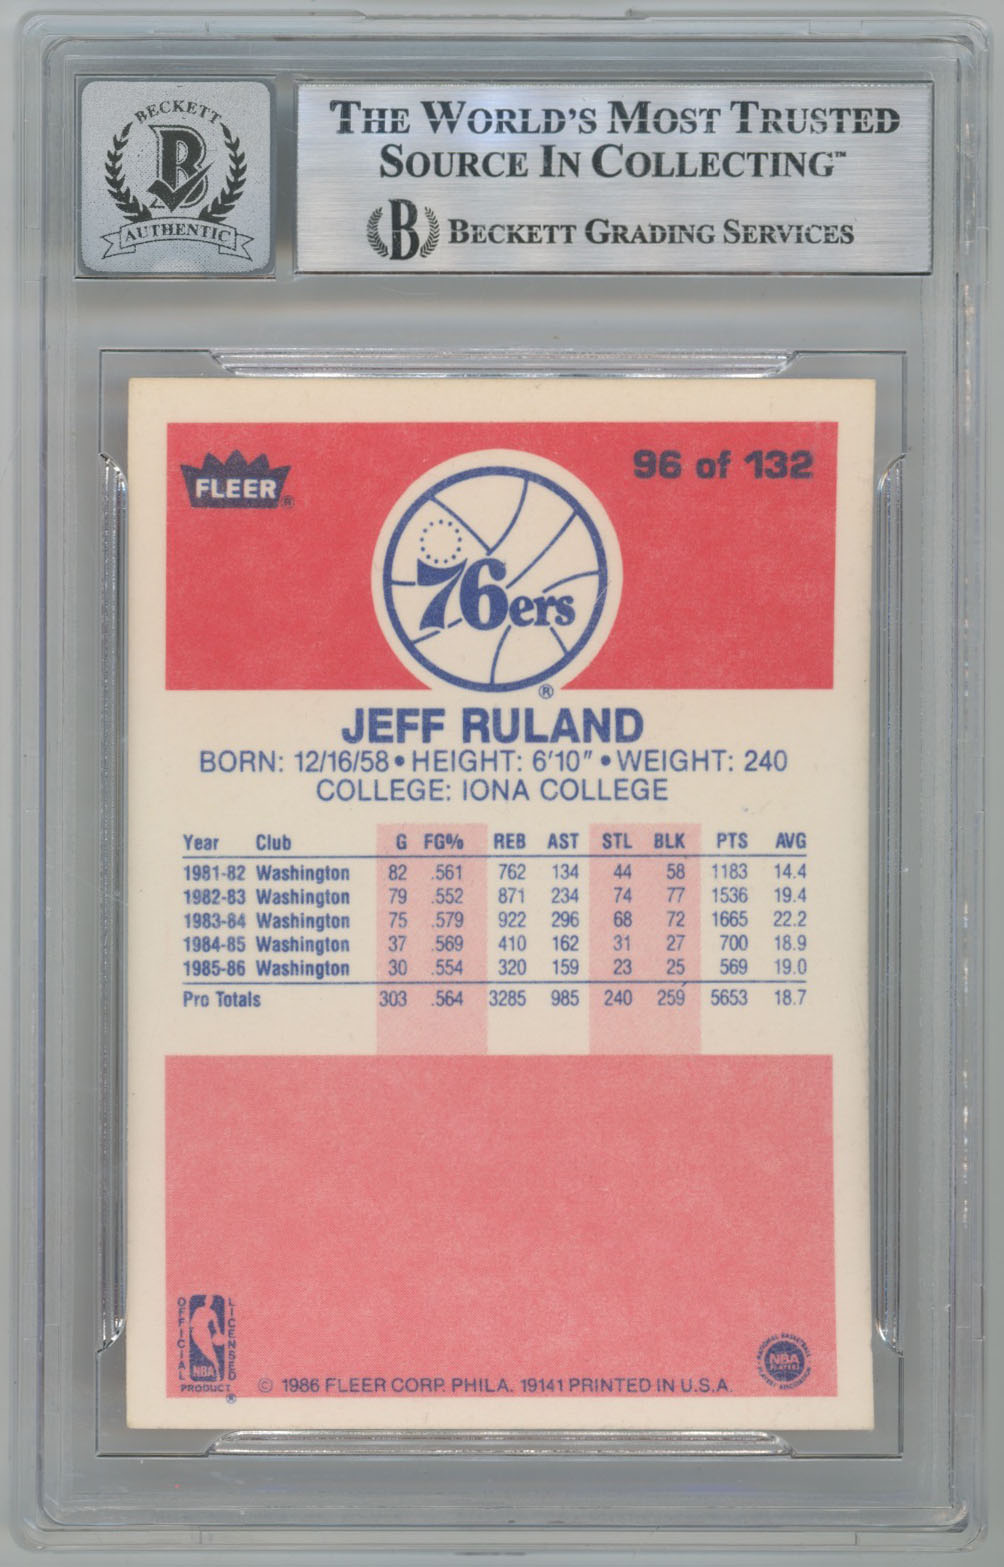 BECKETT
B
AUTHENTIC
THE WORLD'S MOST TRUSTED
SOURCE IN COLLECTING™
B BECKETT GRADING SERVICES
FLEER®
96 of 132
76ers
®
JEFF RULAND
BORN: 12/16/58 • HEIGHT: 6'10" • WEIGHT: 240
COLLEGE: IONA COLLEGE
Year Club G FG% REB AST STL BLK PTS AVG
1981-82 Washington 82 .561 762 134 44 58 1183 14.4
1982-83 Washington 79 .552 871 234 74 77 1536 19.4
1983-84 Washington 75 .579 922 296 68 72 1665 22.2
1984-85 Washington 37 .569 410 162 31 27 700 18.9
1985-86 Washington 30 .554 320 159 23 25 569 19.0
Pro Totals 303 .564 3285 985 240 259 5653 18.7
OFFICIAL
LICENSED
NBA
PRODUCT
®
© 1986 FLEER CORP. PHILA. 19141 PRINTED IN U.S.A.
NATIONAL BASKETBALL
NBA
PLAYERS
PLAYERS ASSOCIATION